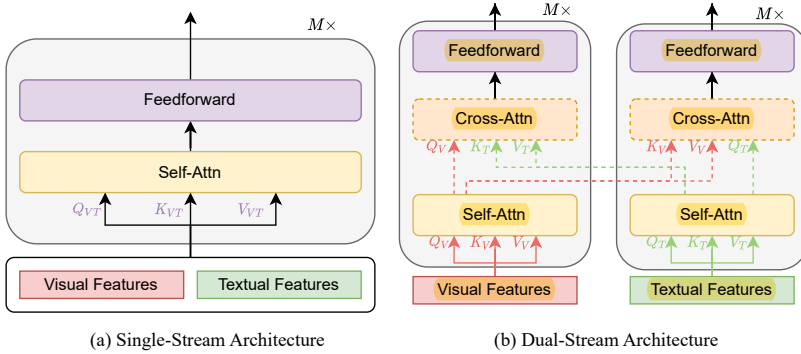 M×
Feedforward
Self-Attn
Q_VT K_VT V_VT
Visual Features Textual Features
(a) Single-Stream Architecture
M× M×
Feedforward Feedforward
Cross-Attn Cross-Attn
Q_V K_T V_T K_V V_V Q_T
Self-Attn Self-Attn
Q_V K_V V_V Q_T K_T V_T
Visual Features Textual Features
(b) Dual-Stream Architecture